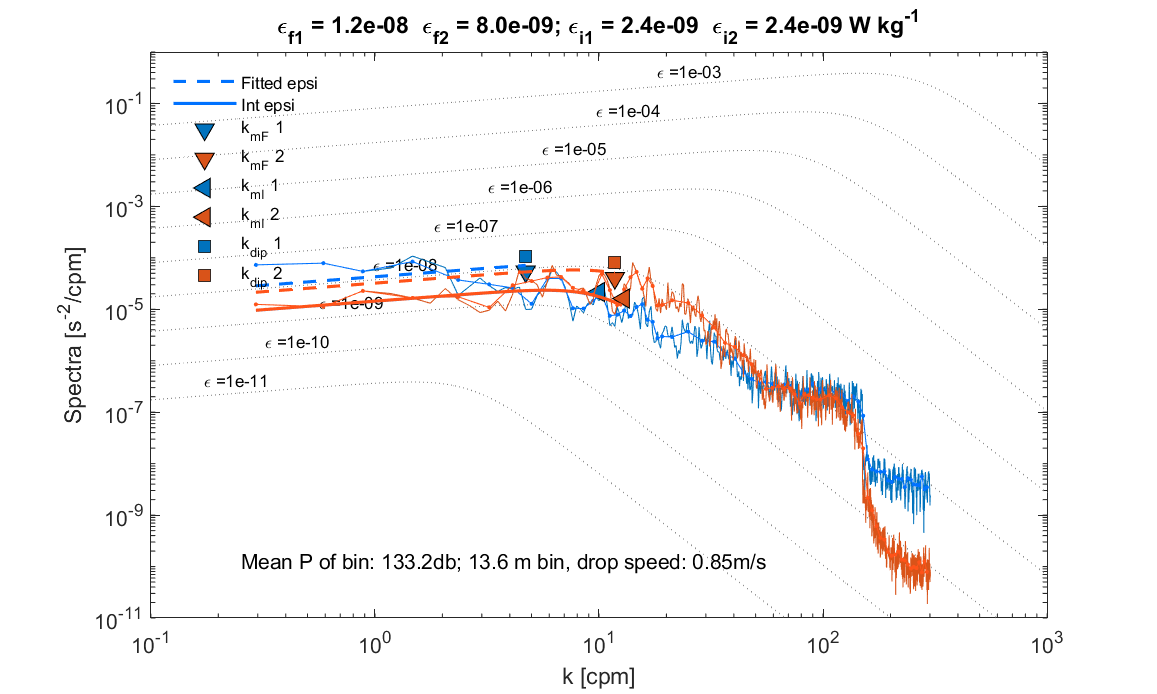 ϵf1 = 1.2e-08 ϵf2 = 8.0e-09; ϵi1 = 2.4e-09 ϵi2 = 2.4e-09 W kg-1
Fitted epsi
Int epsi
kmF 1
kmF 2
kmI 1
kmI 2
kdip 1
kdip 2
ϵ =1e-03
ϵ =1e-04
ϵ =1e-05
ϵ =1e-06
ϵ =1e-07
ϵ =1e-08
ϵ =1e-09
ϵ =1e-10
ϵ =1e-11
Mean P of bin: 133.2db; 13.6 m bin, drop speed: 0.85m/s
Spectra [s-2/cpm]
10-1
10-3
10-5
10-7
10-9
10-11
10-1
100
101
102
103
k [cpm]